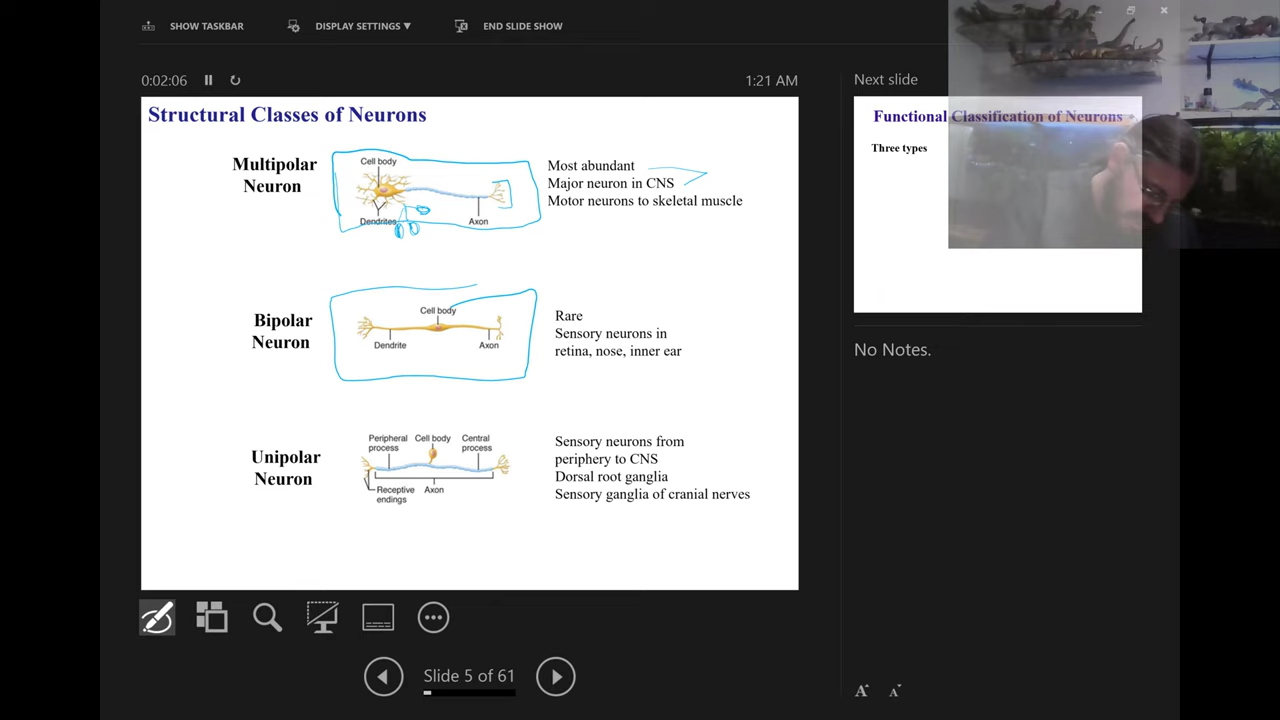 SHOW TASKBAR
DISPLAY SETTINGS ▼
END SLIDE SHOW
0:02:06
1:21 AM
Structural Classes of Neurons
Multipolar
Neuron
Cell body
Dendrites
Axon
Most abundant
Major neuron in CNS
Motor neurons to skeletal muscle
Bipolar
Neuron
Cell body
Dendrite
Axon
Rare
Sensory neurons in
retina, nose, inner ear
Unipolar
Neuron
Peripheral
process
Cell body
Central
process
Receptive
endings
Axon
Sensory neurons from
periphery to CNS
Dorsal root ganglia
Sensory ganglia of cranial nerves
Slide 5 of 61
Next slide
Functional Classification of Neurons
Three types
No Notes.
A
A